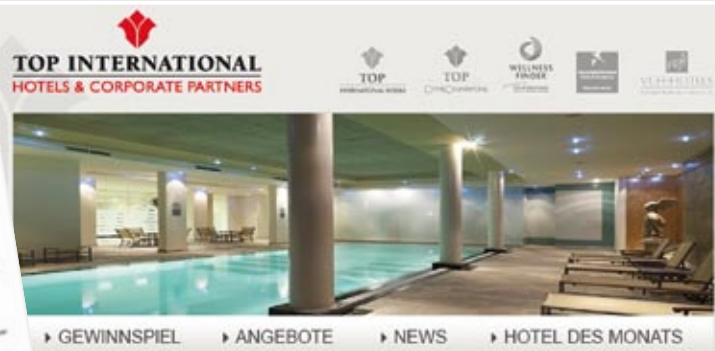 TOP INTERNATIONAL
HOTELS & CORPORATE PARTNERS
TOP
TOP
WELLNESS
FINDER
GEWINNSPIEL
ANGEBOTE
NEWS
HOTEL DES MONATS